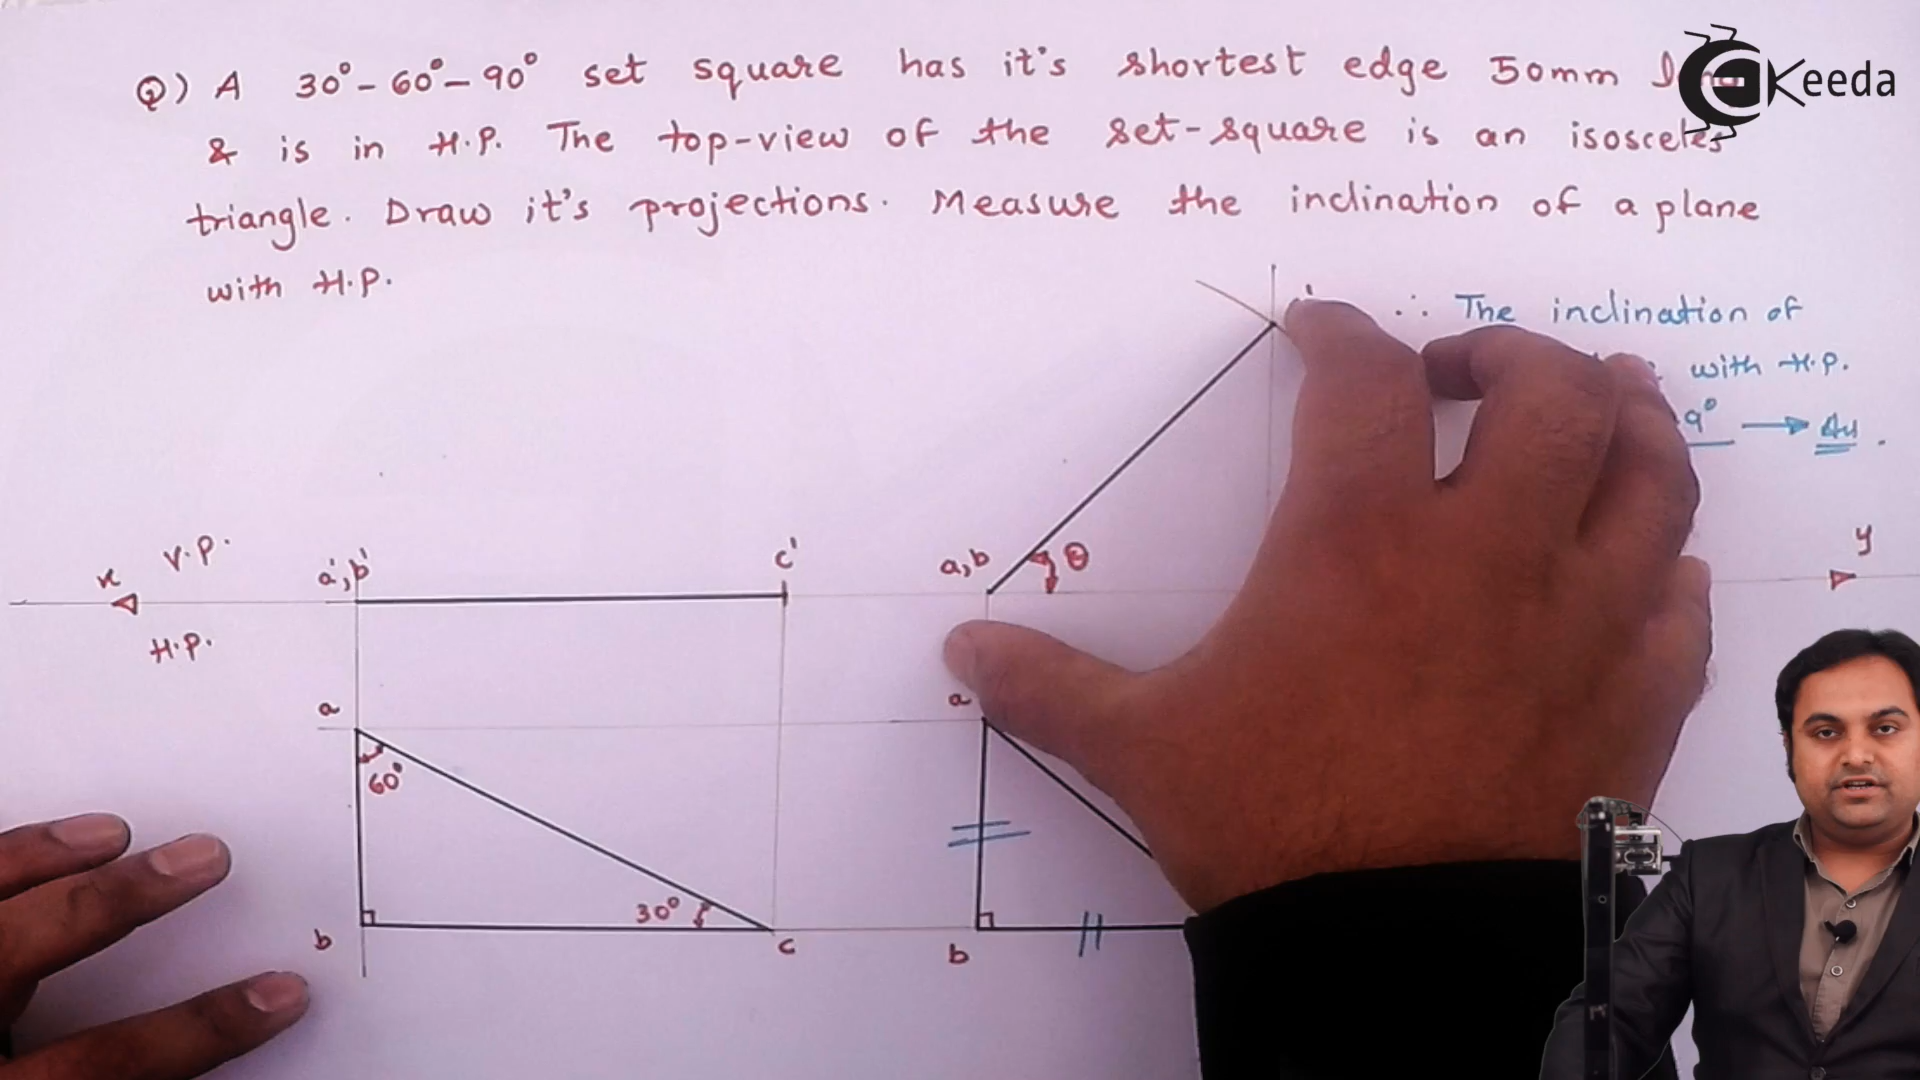 Q) A 30°-60°-90° set square has it's shortest edge 50mm
& is in H.P. The top-view of the set-square is an isosceles
triangle. Draw it's projections. Measure the inclination of a plane
with H.P.
Keeda
∴ The inclination of
with H.P.
9°
V.P.
x
y
H.P.
a',b'
c'
a,b
θ
a
60°
30°
b
c
a
b